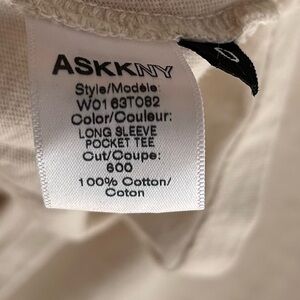 ASKKNY
Style/Modèle:
W0163T082
Color/Couleur:
LONG SLEEVE
POCKET TEE
Cut/Coupe:
600
100% Cotton/
Coton